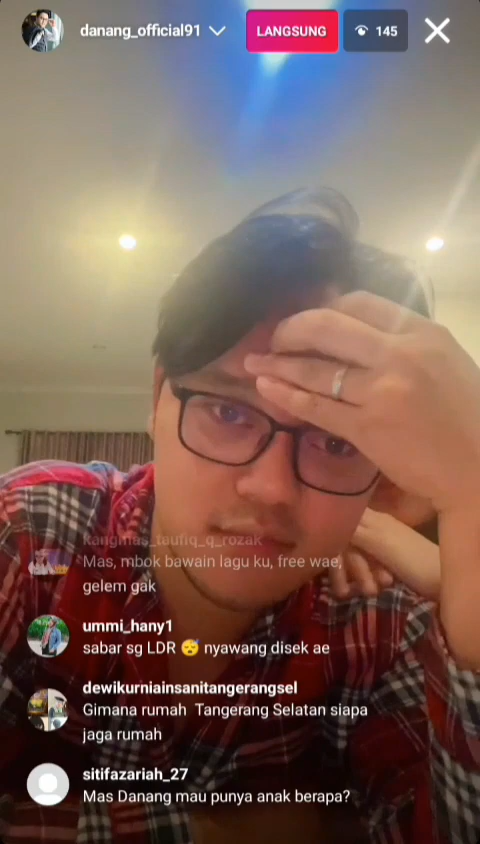 danang_official91
LANGSUNG
145
kangmas_taufiq_q_rozak
Mas, mbok bawain lagu ku, free wae,
gelem gak
ummi_hany1
sabar sg LDR 😴 nyawang disek ae
dewikurniainsanitangerangsel
Gimana rumah Tangerang Selatan siapa
jaga rumah
sitifazariah_27
Mas Danang mau punya anak berapa?